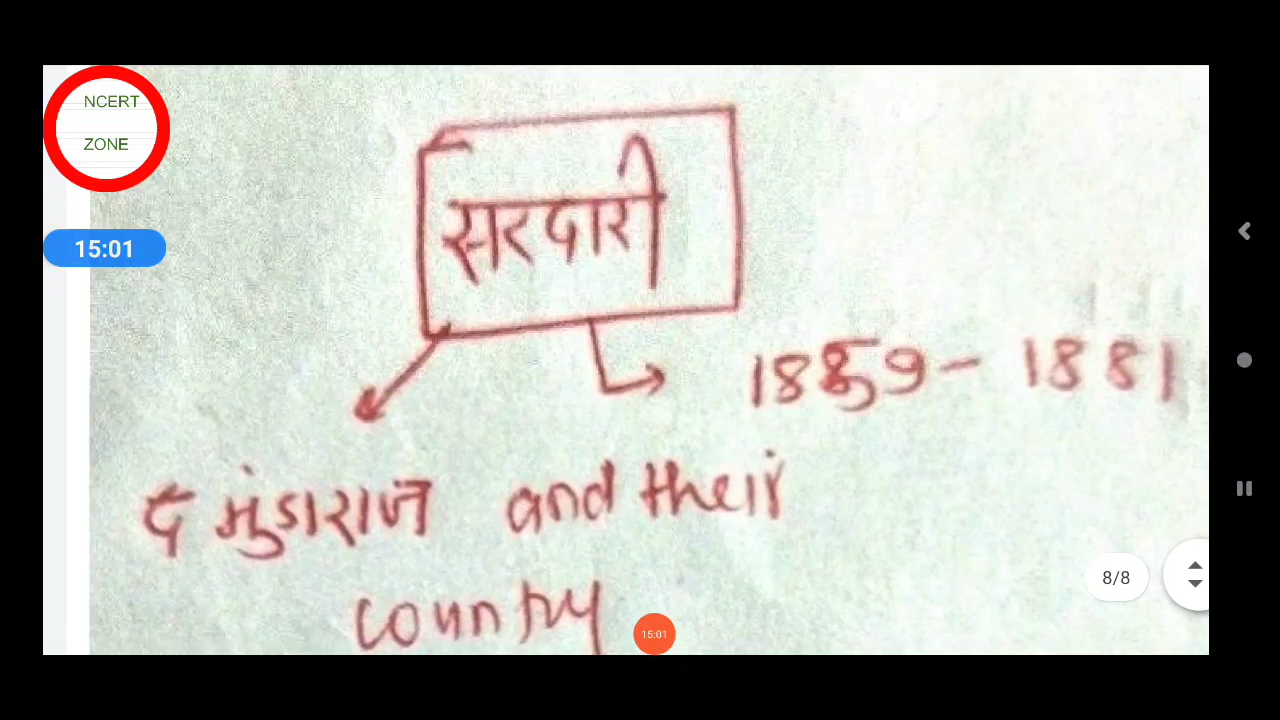 NCERT
ZONE
15:01
सरदारी
1859 - 1881
द मुंडाराज and their
country
8/8
15:01